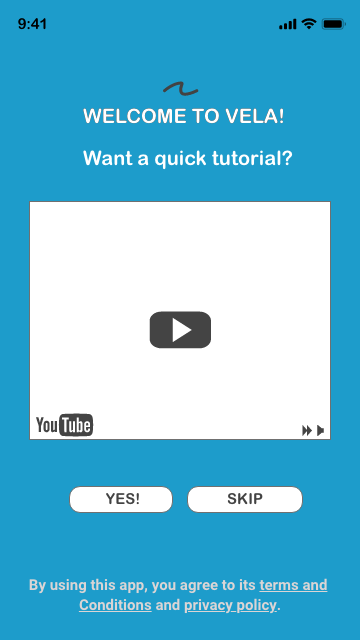 9:41
WELCOME TO VELA!
Want a quick tutorial?
YouTube
YES!
SKIP
By using this app, you agree to its terms and
Conditions and privacy policy.